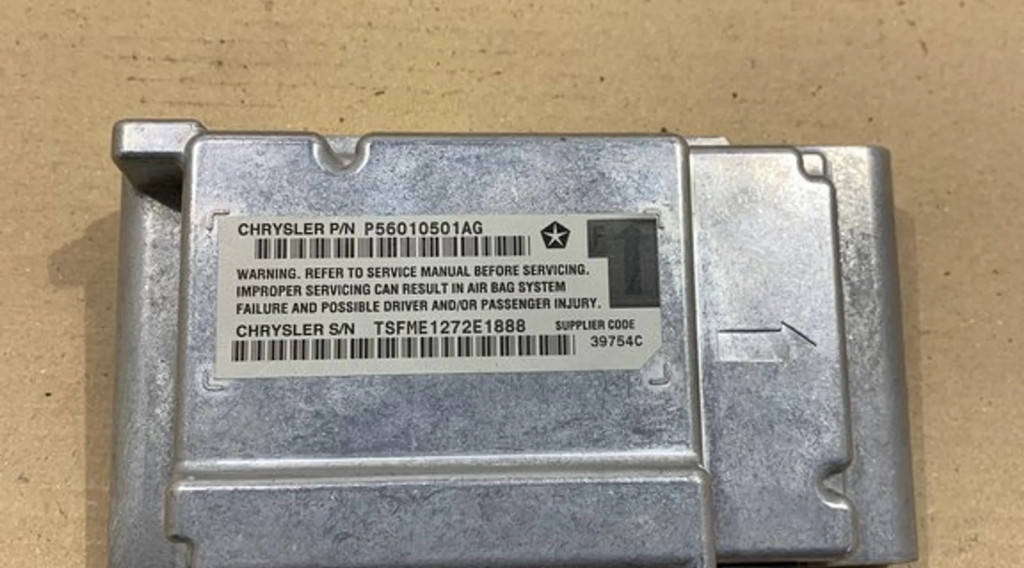 CHRYSLER P/N P56010501AG
F
WARNING. REFER TO SERVICE MANUAL BEFORE SERVICING.
IMPROPER SERVICING CAN RESULT IN AIR BAG SYSTEM
FAILURE AND POSSIBLE DRIVER AND/OR PASSENGER INJURY.
CHRYSLER S/N TSFME1272E1888
SUPPLIER CODE
39754C